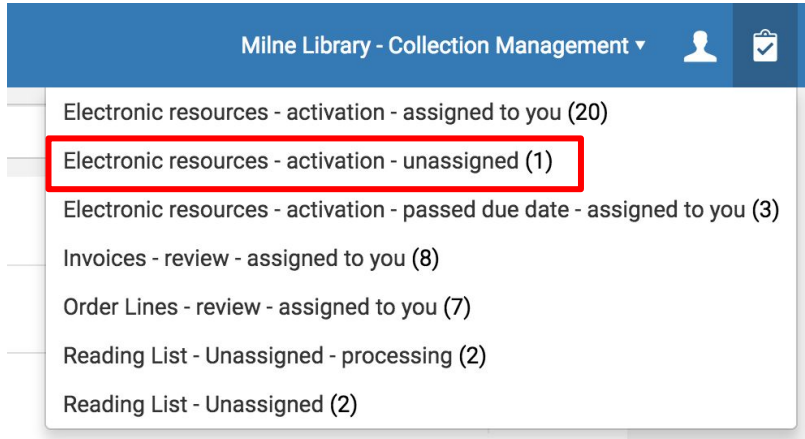 Milne Library - Collection Management
Electronic resources - activation - assigned to you (20)
Electronic resources - activation - unassigned (1)
Electronic resources - activation - passed due date - assigned to you (3)
Invoices - review - assigned to you (8)
Order Lines - review - assigned to you (7)
Reading List - Unassigned - processing (2)
Reading List - Unassigned (2)